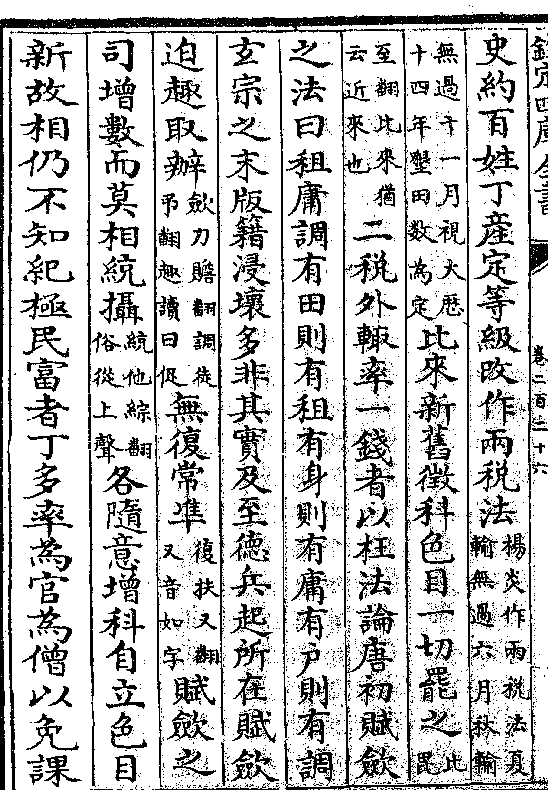 欽定四庫全書
卷二百二十六
史約百姓丁產定等級改作兩税法楊炎作兩税法夏輸無過六月秋輸
無過十一月視大歴十四年墾田数為定比來新舊徵科色目一切罷之比毘
至翻比來猶云近來也二税外輙率一錢者以枉法論唐初賦斂
之法曰租庸調有田則有租有身則有庸有戶則有調
玄宗之末版籍浸壞多非其實及至德兵起所在賦斂
迫趣取辦斂力贍翻調徒弔翻趣讀曰促無復常準復扶又翻又音如字賦斂之
司增數而莫相統攝統他綜翻俗從上聲各隨意增科自立色目
新故相仍不知紀極民富者丁多率為官為僧以免課